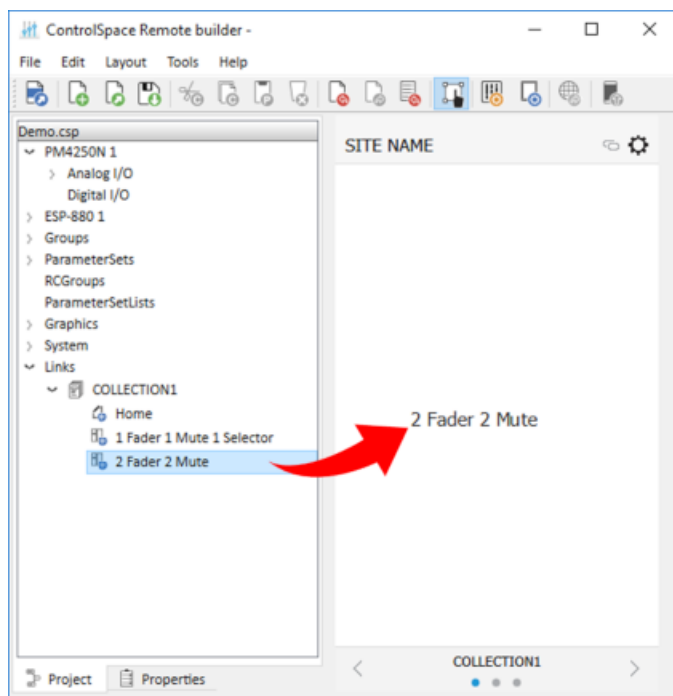 ControlSpace Remote builder -
File Edit Layout Tools Help
Demo.csp
PM4250N 1
Analog I/O
Digital I/O
ESP-880 1
Groups
ParameterSets
RCGroups
ParameterSetLists
Graphics
System
Links
COLLECTION1
Home
1 Fader 1 Mute 1 Selector
2 Fader 2 Mute
Project Properties
SITE NAME
2 Fader 2 Mute
COLLECTION1